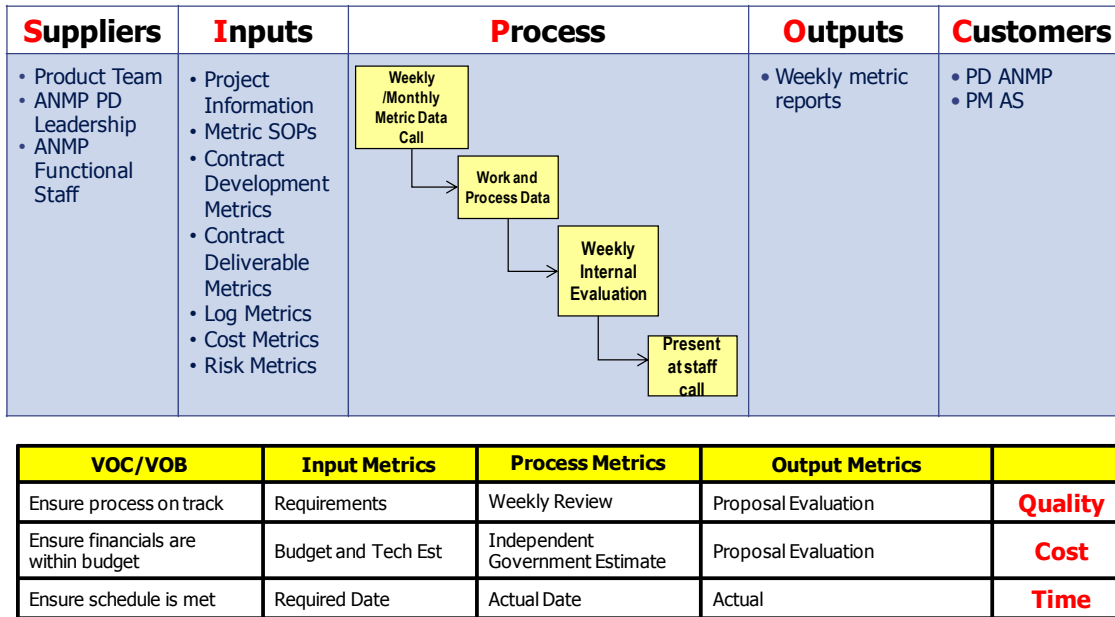 Suppliers
Inputs
Process
Outputs
Customers
• Product Team
• ANMP PD
Leadership
• ANMP
Functional
Staff
• Project
Information
• Metric SOPs
• Contract
Development
Metrics
• Contract
Deliverable
Metrics
• Log Metrics
• Cost Metrics
• Risk Metrics
Weekly
/Monthly
Metric Data
Call
Work and
Process Data
Weekly
Internal
Evaluation
Present
at staff
call
• Weekly metric
reports
• PD ANMP
• PM AS
VOC/VOB
Input Metrics
Process Metrics
Output Metrics
Ensure process on track
Requirements
Weekly Review
Proposal Evaluation
Quality
Ensure financials are
within budget
Budget and Tech Est
Independent
Government Estimate
Proposal Evaluation
Cost
Ensure schedule is met
Required Date
Actual Date
Actual
Time